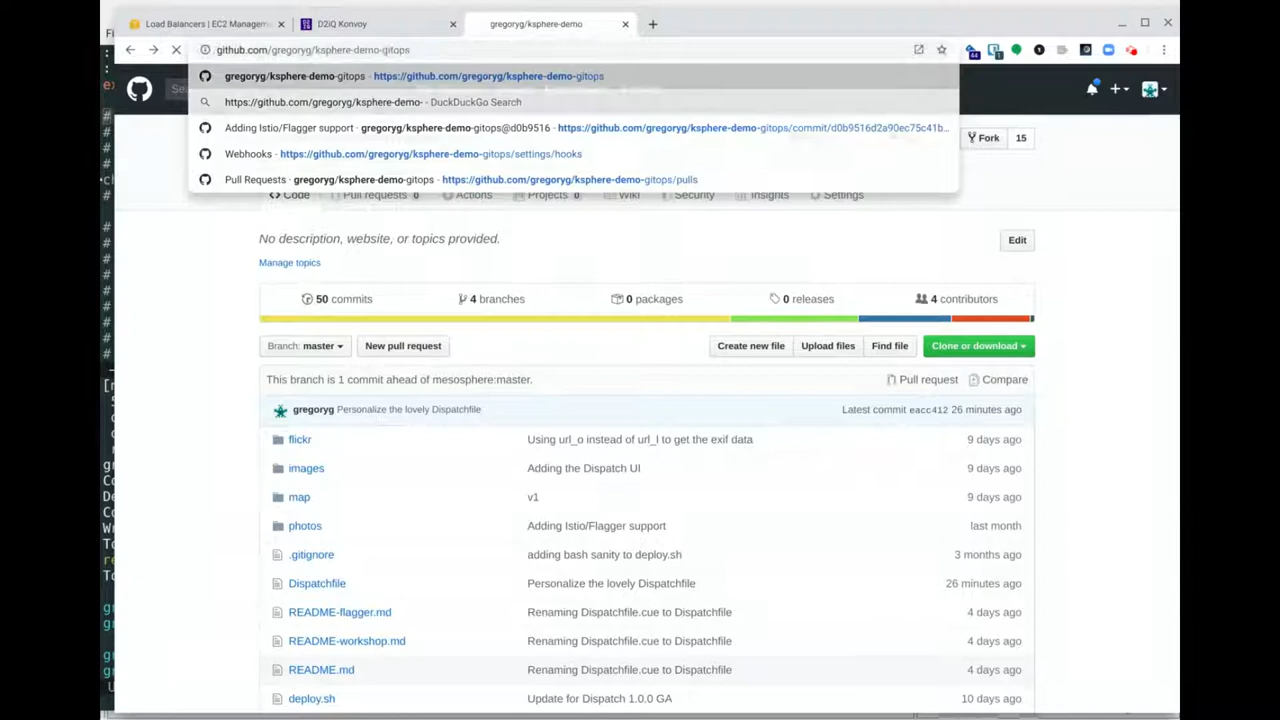 Load Balancers | EC2 Managem
D2iQ Konvoy
gregoryg/ksphere-demo
github.com/gregoryg/ksphere-demo-gitops
gregoryg/ksphere-demo-gitops - https://github.com/gregoryg/ksphere-demo-gitops
https://github.com/gregoryg/ksphere-demo- - DuckDuckGo Search
Adding Istio/Flagger support · gregoryg/ksphere-demo-gitops@d0b9516 - https://github.com/gregoryg/ksphere-demo-gitops/commit/d0b9516d2a90ec75c41b...
Webhooks - https://github.com/gregoryg/ksphere-demo-gitops/settings/hooks
Pull Requests · gregoryg/ksphere-demo-gitops - https://github.com/gregoryg/ksphere-demo-gitops/pulls
Fork 15
Code Pull requests 0 Actions Projects 0 Wiki Security Insights Settings
No description, website, or topics provided.
Edit
Manage topics
50 commits 4 branches 0 packages 0 releases 4 contributors
Branch: master New pull request Create new file Upload files Find file Clone or download
This branch is 1 commit ahead of mesosphere:master. Pull request Compare
gregoryg Personalize the lovely Dispatchfile Latest commit eacc412 26 minutes ago
flickr Using url_o instead of url_l to get the exif data 9 days ago
images Adding the Dispatch UI 9 days ago
map v1 9 days ago
photos Adding Istio/Flagger support last month
.gitignore adding bash sanity to deploy.sh 3 months ago
Dispatchfile Personalize the lovely Dispatchfile 26 minutes ago
README-flagger.md Renaming Dispatchfile.cue to Dispatchfile 4 days ago
README-workshop.md Renaming Dispatchfile.cue to Dispatchfile 4 days ago
README.md Renaming Dispatchfile.cue to Dispatchfile 4 days ago
deploy.sh Update for Dispatch 1.0.0 GA 10 days ago